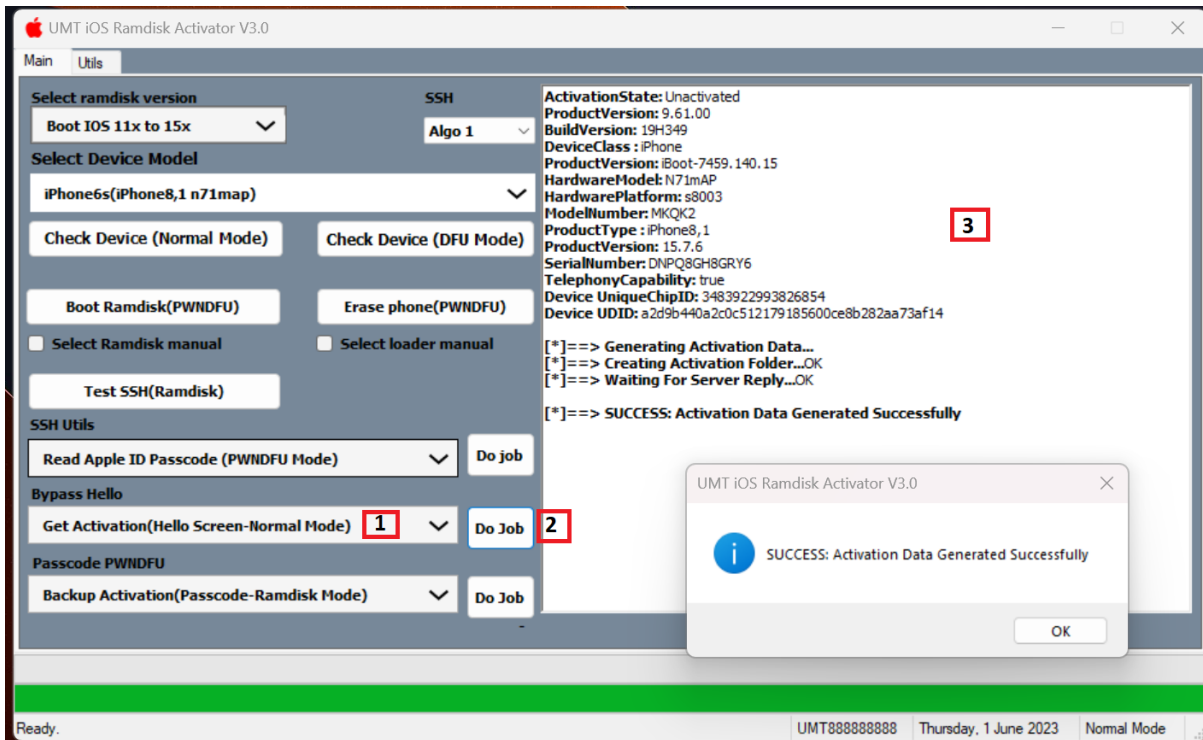 UMT iOS Ramdisk Activator V3.0
Main Utils
Select ramdisk version SSH
Boot IOS 11x to 15x Algo 1
Select Device Model
iPhone6s(iPhone8,1 n71map)
Check Device (Normal Mode) Check Device (DFU Mode)
Boot Ramdisk(PWNDFU) Erase phone(PWNDFU)
Select Ramdisk manual Select loader manual
Test SSH(Ramdisk)
SSH Utils
Read Apple ID Passcode (PWNDFU Mode) Do job
Bypass Hello
Get Activation(Hello Screen-Normal Mode) 1 Do Job 2
Passcode PWNDFU
Backup Activation(Passcode-Ramdisk Mode) Do Job
-
ActivationState: Unactivated
ProductVersion: 9.61.00
BuildVersion: 19H349
DeviceClass : iPhone
ProductVersion: iBoot-7459.140.15
HardwareModel: N71mAP
HardwarePlatform: s8003
ModelNumber: MKQK2
ProductType : iPhone8,1
3
ProductVersion: 15.7.6
SerialNumber: DNPQ8GH8GRY6
TelephonyCapability: true
Device UniqueChipID: 3483922993826854
Device UDID: a2d9b440a2c0c512179185600ce8b282aa73af14
[*]==> Generating Activation Data...
[*]==> Creating Activation Folder...OK
[*]==> Waiting For Server Reply...OK
[*]==> SUCCESS: Activation Data Generated Successfully
UMT iOS Ramdisk Activator V3.0
SUCCESS: Activation Data Generated Successfully
OK
Ready. UMT888888888 Thursday, 1 June 2023 Normal Mode